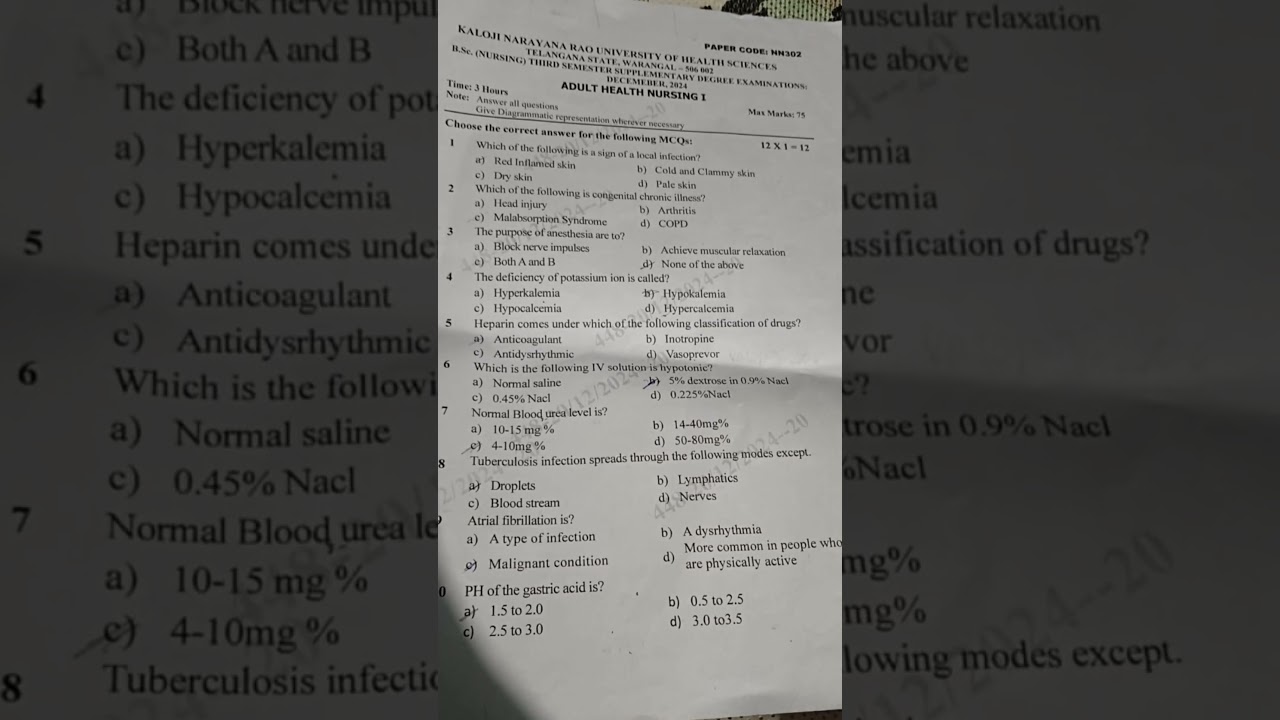 PAPER CODE: NN302
KALOJI NARAYANA RAO UNIVERSITY OF HEALTH SCIENCES
TELANGANA STATE, WARANGAL – 506 002
B.Sc. (NURSING) THIRD SEMESTER SUPPLEMENTARY DEGREE EXAMINATIONS:
DECEMEBER, 2024
ADULT HEALTH NURSING I
Time: 3 Hours Max Marks: 75
Note: Answer all questions
Give Diagrammatic representation wherever necessary
Choose the correct answer for the following MCQs: 12 X 1 = 12
1 Which of the following is a sign of a local infection?
a) Red Inflamed skin b) Cold and Clammy skin
c) Dry skin d) Pale skin
2 Which of the following is congenital chronic illness?
a) Head injury b) Arthritis
c) Malabsorption Syndrome d) COPD
3 The purpose of anesthesia are to?
a) Block nerve impulses b) Achieve muscular relaxation
c) Both A and B d) None of the above
4 The deficiency of potassium ion is called?
a) Hyperkalemia b) Hypokalemia
c) Hypocalcemia d) Hypercalcemia
5 Heparin comes under which of the following classification of drugs?
a) Anticoagulant b) Inotropine
c) Antidysrhythmic d) Vasoprevor
6 Which is the following IV solution is hypotonic?
a) Normal saline b) 5% dextrose in 0.9% Nacl
c) 0.45% Nacl d) 0.225%Nacl
7 Normal Blood urea level is?
a) 10-15 mg % b) 14-40mg%
c) 4-10mg % d) 50-80mg%
8 Tuberculosis infection spreads through the following modes except.
a) Droplets b) Lymphatics
c) Blood stream d) Nerves
Atrial fibrillation is?
a) A type of infection b) A dysrhythmia
c) Malignant condition d) More common in people who
are physically active
0 PH of the gastric acid is?
a) 1.5 to 2.0 b) 0.5 to 2.5
c) 2.5 to 3.0 d) 3.0 to3.5